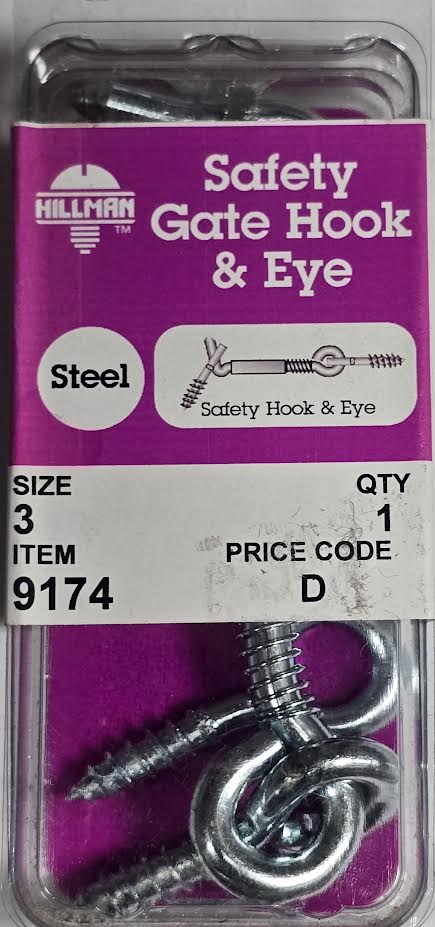 HILLMAN
TM
Safety
Gate Hook
& Eye
Steel
Safety Hook & Eye
SIZE
3
QTY
1
ITEM
9174
PRICE CODE
D